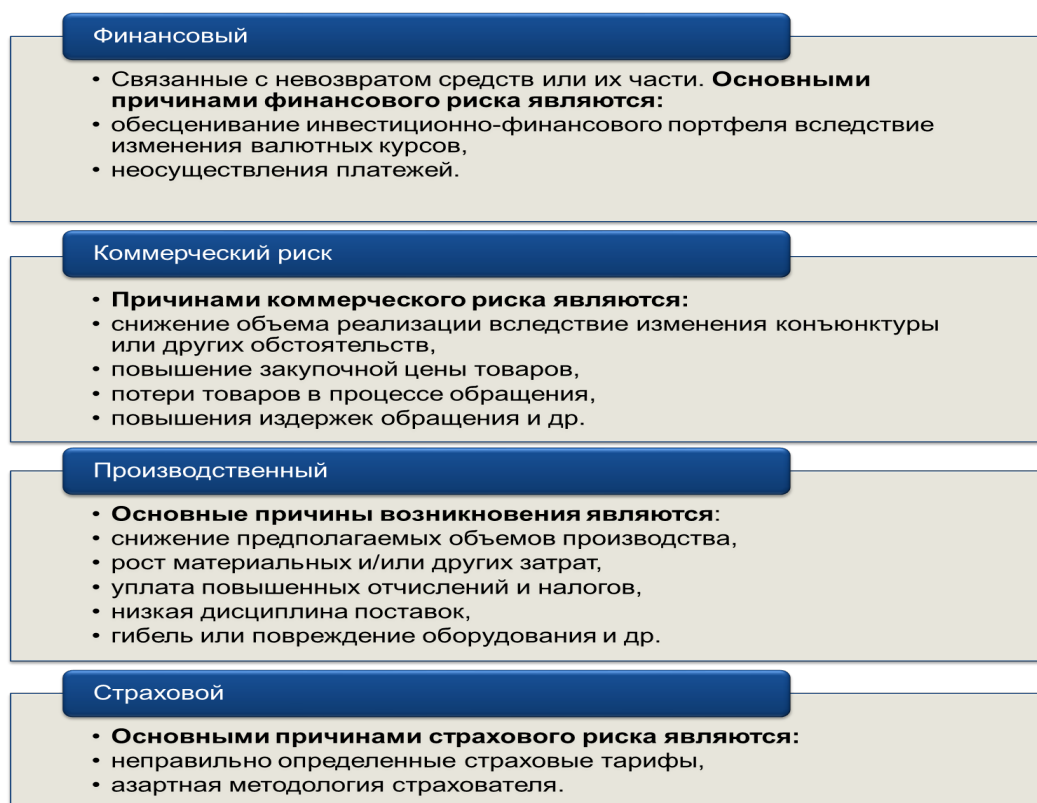 Финансовый
• Связанные с невозвратом средств или их части. Основными
причинами финансового риска являются:
• обесценивание инвестиционно-финансового портфеля вследствие
изменения валютных курсов,
• неосуществления платежей.
Коммерческий риск
• Причинами коммерческого риска являются:
• снижение объема реализации вследствие изменения конъюнктуры
или других обстоятельств,
• повышение закупочной цены товаров,
• потери товаров в процессе обращения,
• повышения издержек обращения и др.
Производственный
• Основные причины возникновения являются:
• снижение предполагаемых объемов производства,
• рост материальных и/или других затрат,
• уплата повышенных отчислений и налогов,
• низкая дисциплина поставок,
• гибель или повреждение оборудования и др.
Страховой
• Основными причинами страхового риска являются:
• неправильно определенные страховые тарифы,
• азартная методология страхователя.